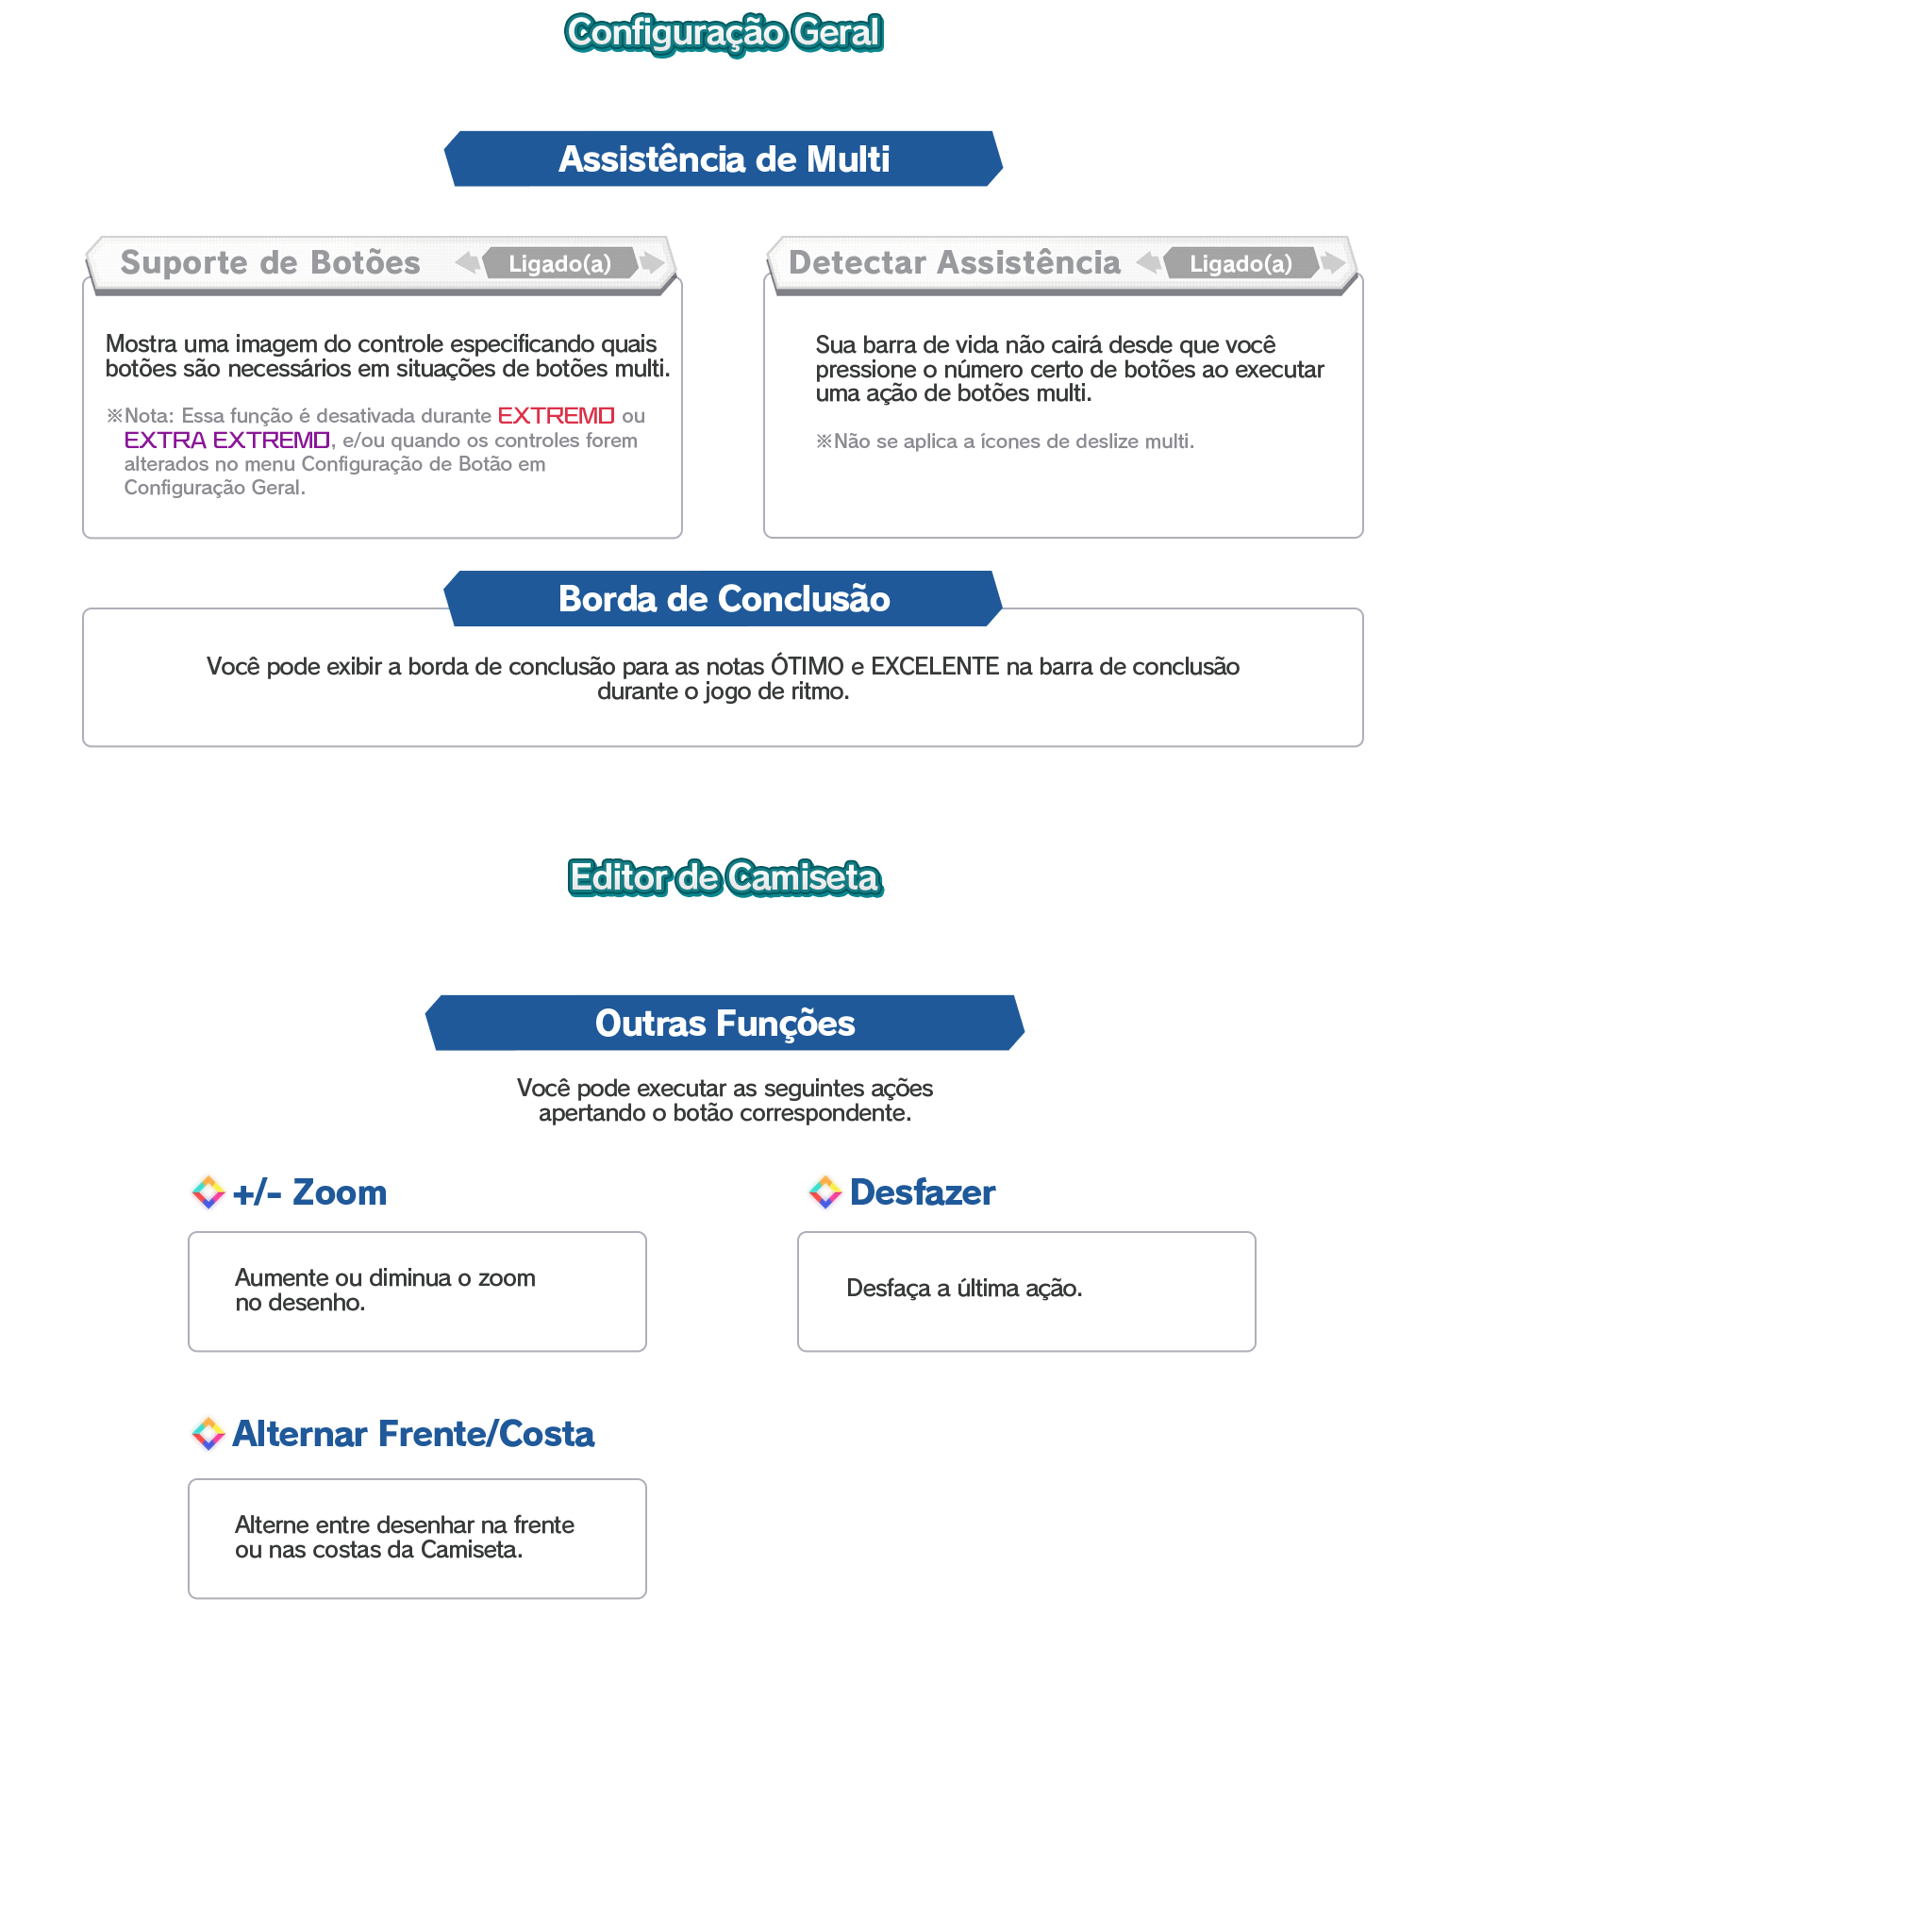 Configuração Geral
Assistência de Multi
Suporte de Botões
Ligado(a)
Mostra uma imagem do controle especificando quais
botões são necessários em situações de botões multi.
※Nota: Essa função é desativada durante EXTREMO ou
EXTRA EXTREMO, e/ou quando os controles forem
alterados no menu Configuração de Botão em
Configuração Geral.
Detectar Assistência
Ligado(a)
Sua barra de vida não cairá desde que você
pressione o número certo de botões ao executar
uma ação de botões multi.
※Não se aplica a ícones de deslize multi.
Borda de Conclusão
Você pode exibir a borda de conclusão para as notas ÓTIMO e EXCELENTE na barra de conclusão
durante o jogo de ritmo.
Editor de Camiseta
Outras Funções
Você pode executar as seguintes ações
apertando o botão correspondente.
+/- Zoom
Aumente ou diminua o zoom
no desenho.
Desfazer
Desfaça a última ação.
Alternar Frente/Costa
Alterne entre desenhar na frente
ou nas costas da Camiseta.